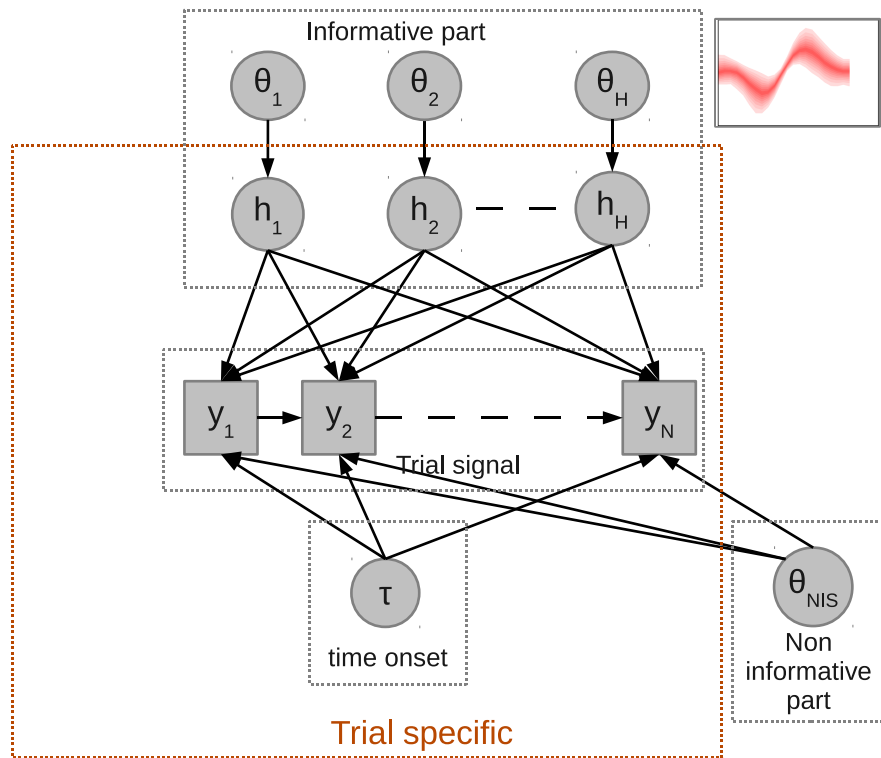 Informative part
θ1 θ2 θH
h1 h2 hH
y1 y2 yN
Trial signal
τ
θNIS
time onset
Non
informative
part
Trial specific